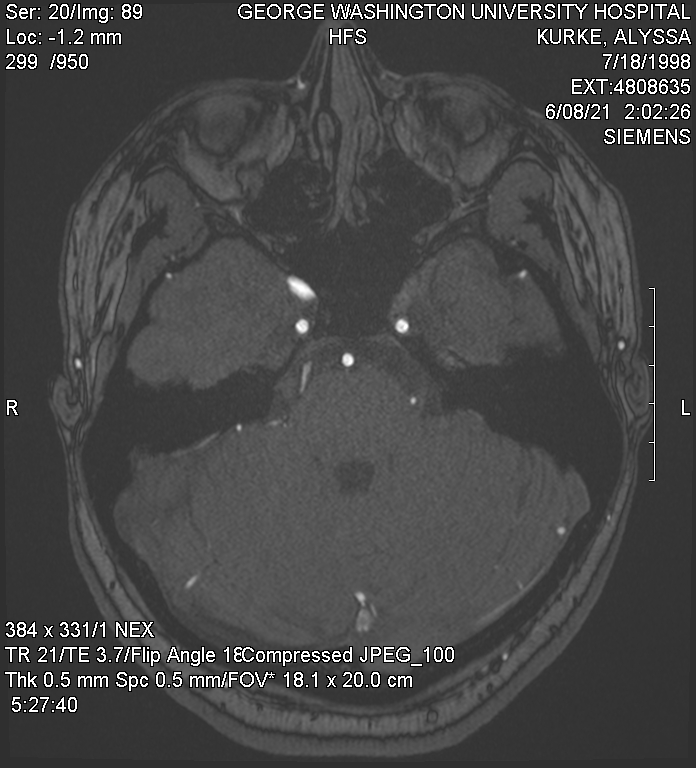 Ser: 20/Img: 89
Loc: -1.2 mm
299 /950
HFS
GEORGE WASHINGTON UNIVERSITY HOSPITAL
KURKE, ALYSSA
7/18/1998
EXT:4808635
6/08/21 2:02:26
SIEMENS
R
L
384 x 331/1 NEX
TR 21/TE 3.7/Flip Angle 18Compressed JPEG_100
Thk 0.5 mm Spc 0.5 mm/FOV* 18.1 x 20.0 cm
5:27:40